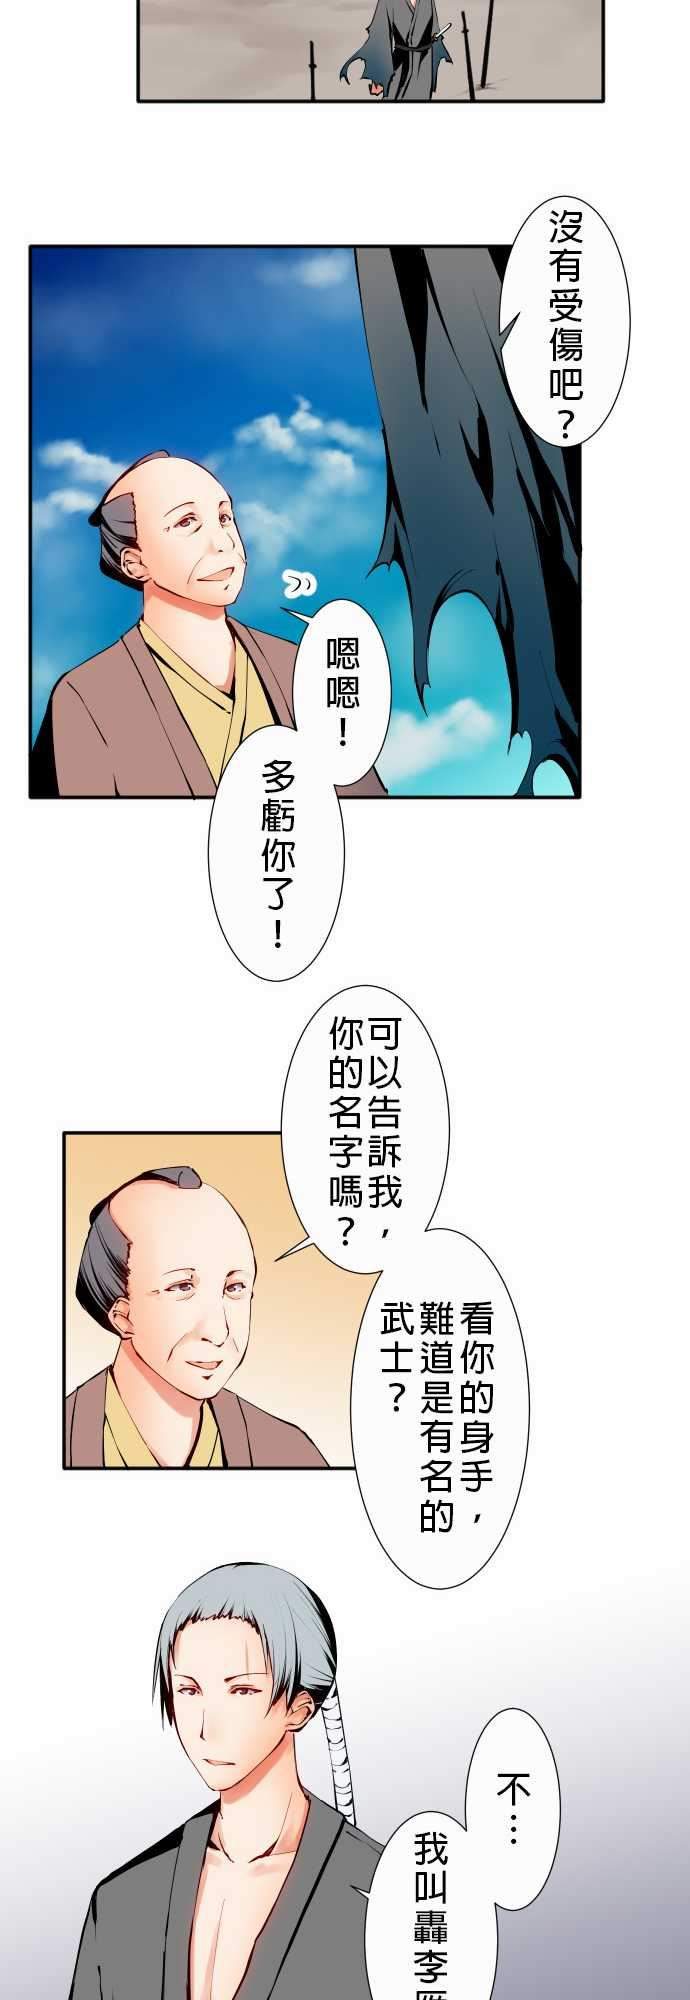 沒有受傷吧？
嗯嗯！
多虧你了！
可以告訴我，
你的名字嗎？
看你的身手，
難道是有名的
武士？
不…
我叫轟李